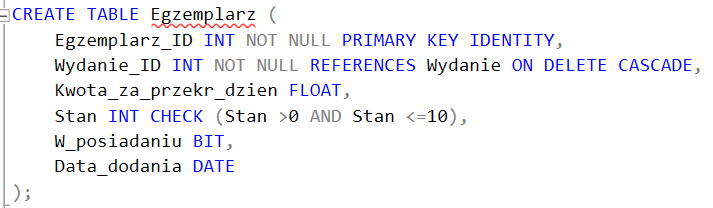 CREATE TABLE Egzemplarz (
    Egzemplarz_ID INT NOT NULL PRIMARY KEY IDENTITY,
    Wydanie_ID INT NOT NULL REFERENCES Wydanie ON DELETE CASCADE,
    Kwota_za_przekr_dzien FLOAT,
    Stan INT CHECK (Stan >0 AND Stan <=10),
    W_posiadaniu BIT,
    Data_dodania DATE
);